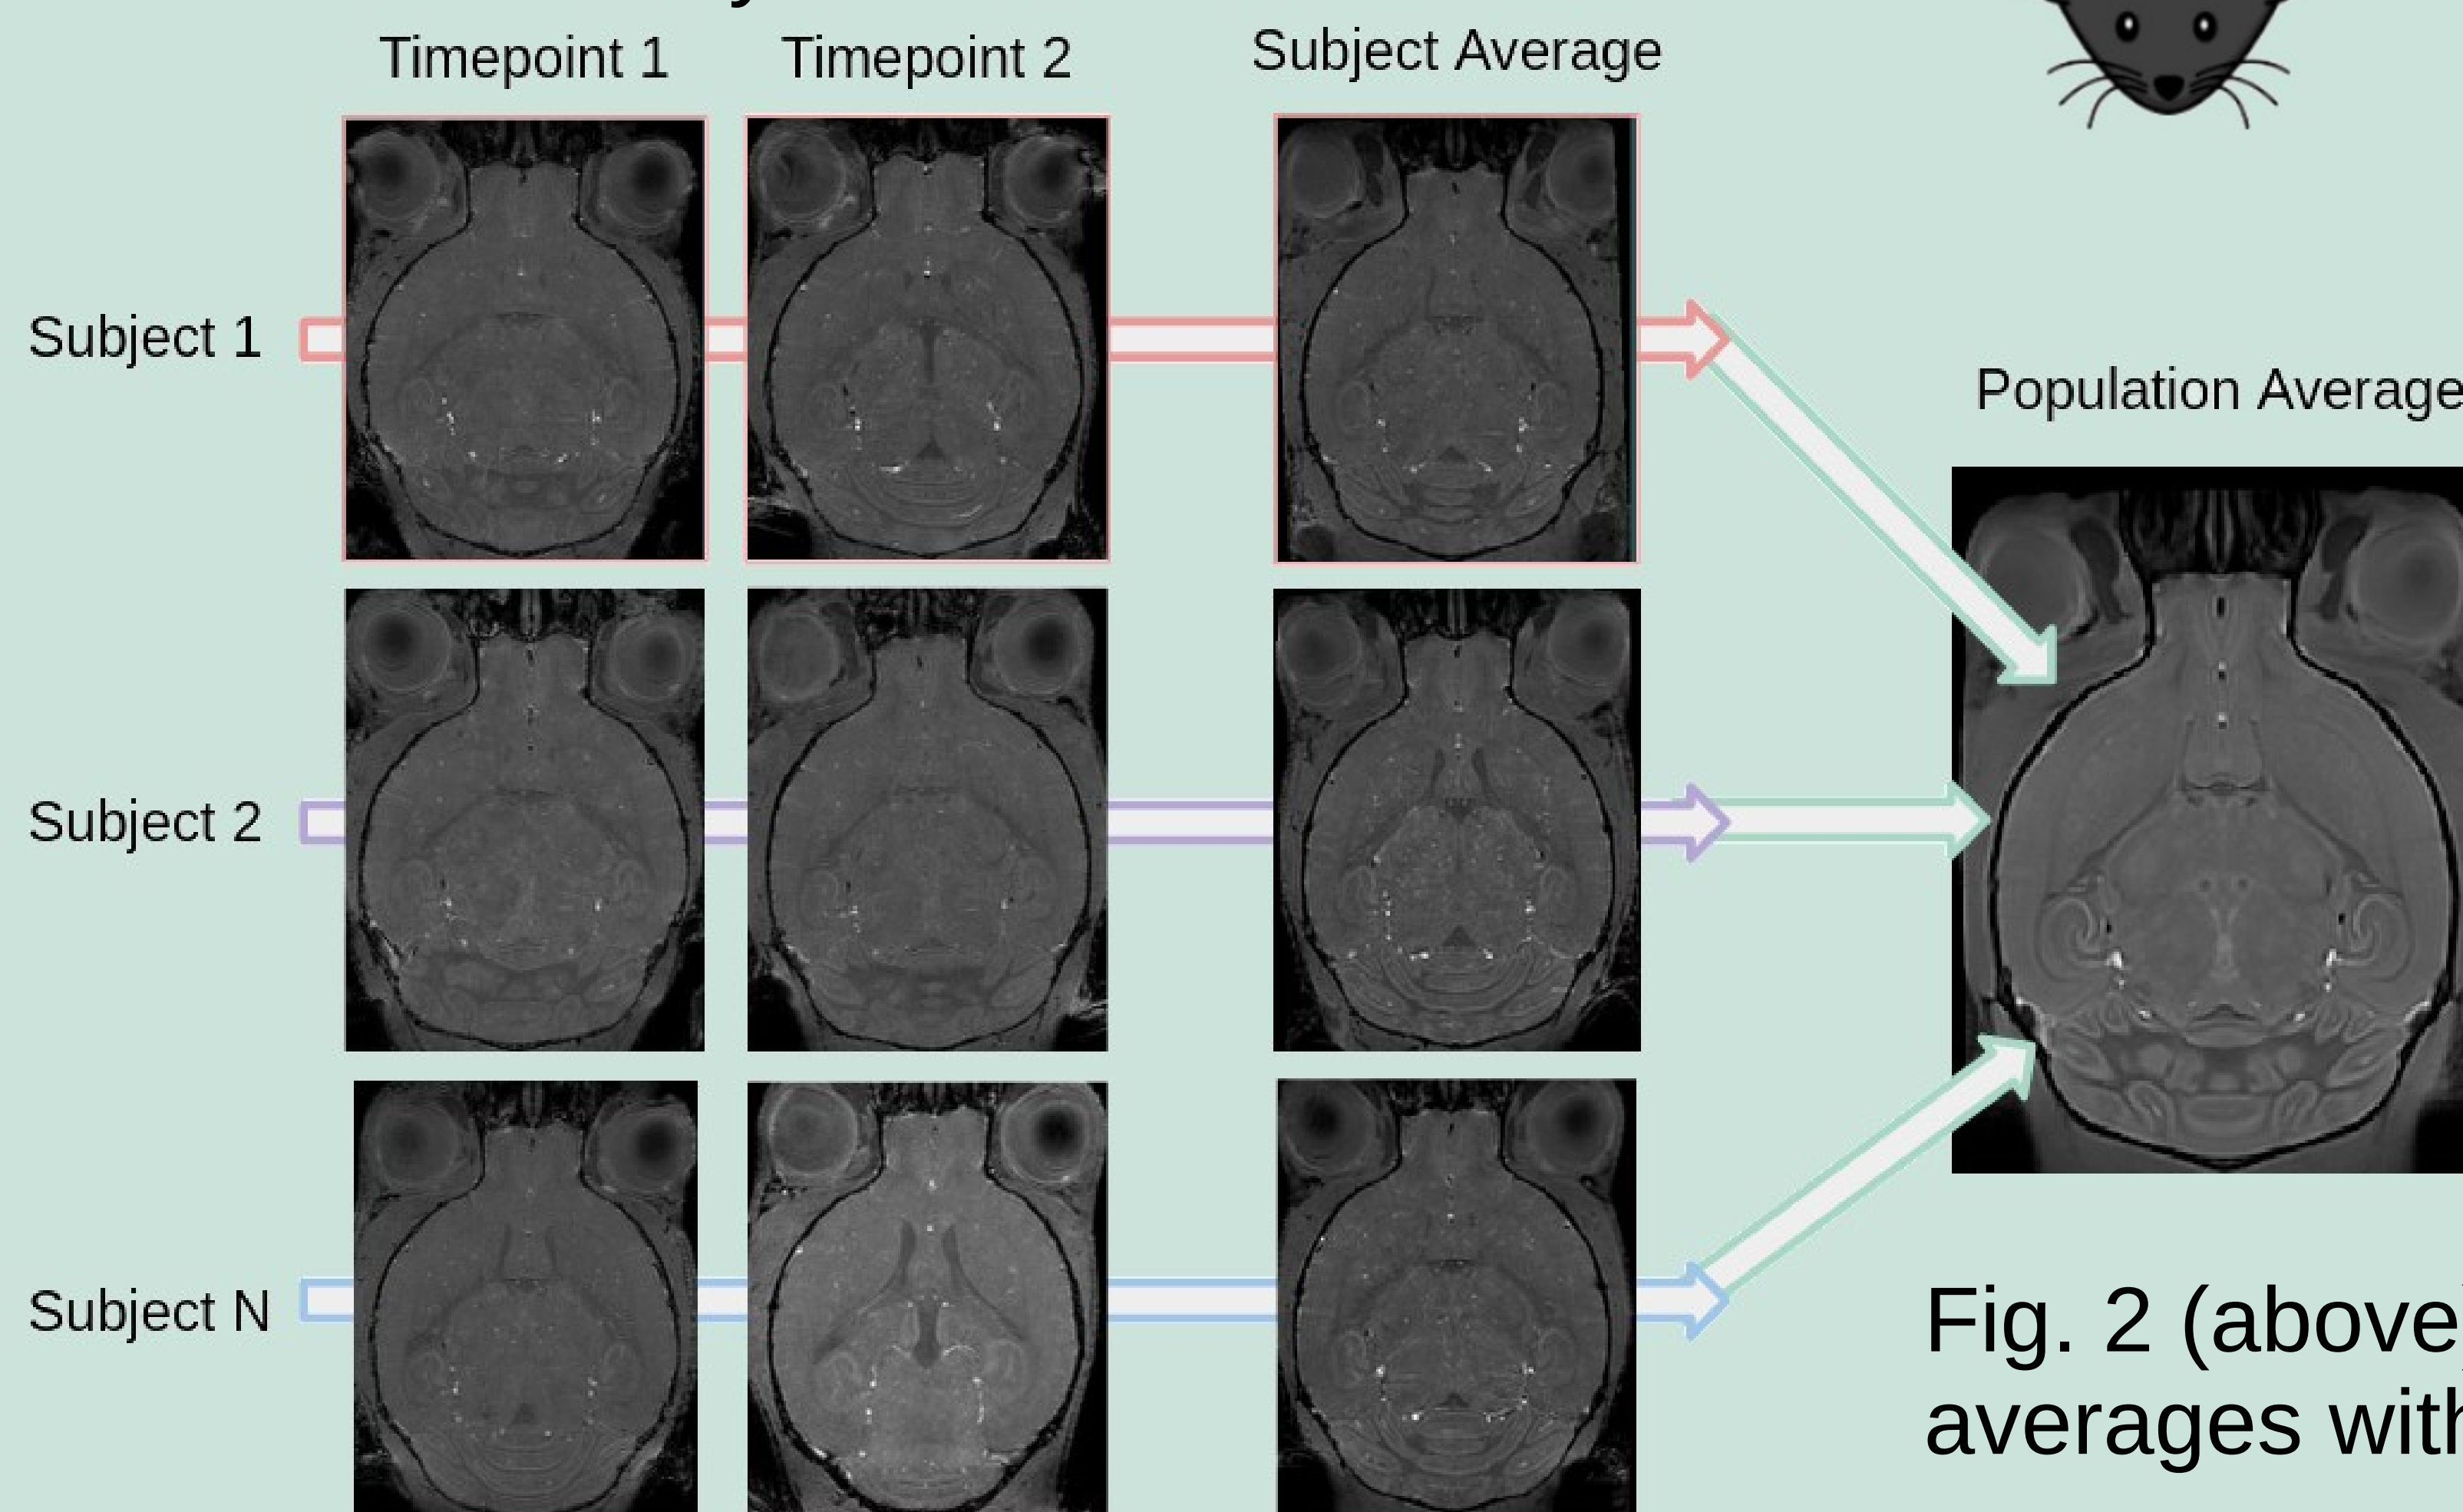 Timepoint 1
Timepoint 2
Subject Average
Subject 1
Population Average
Subject 2
Subject N
Fig. 2 (above)
averages with